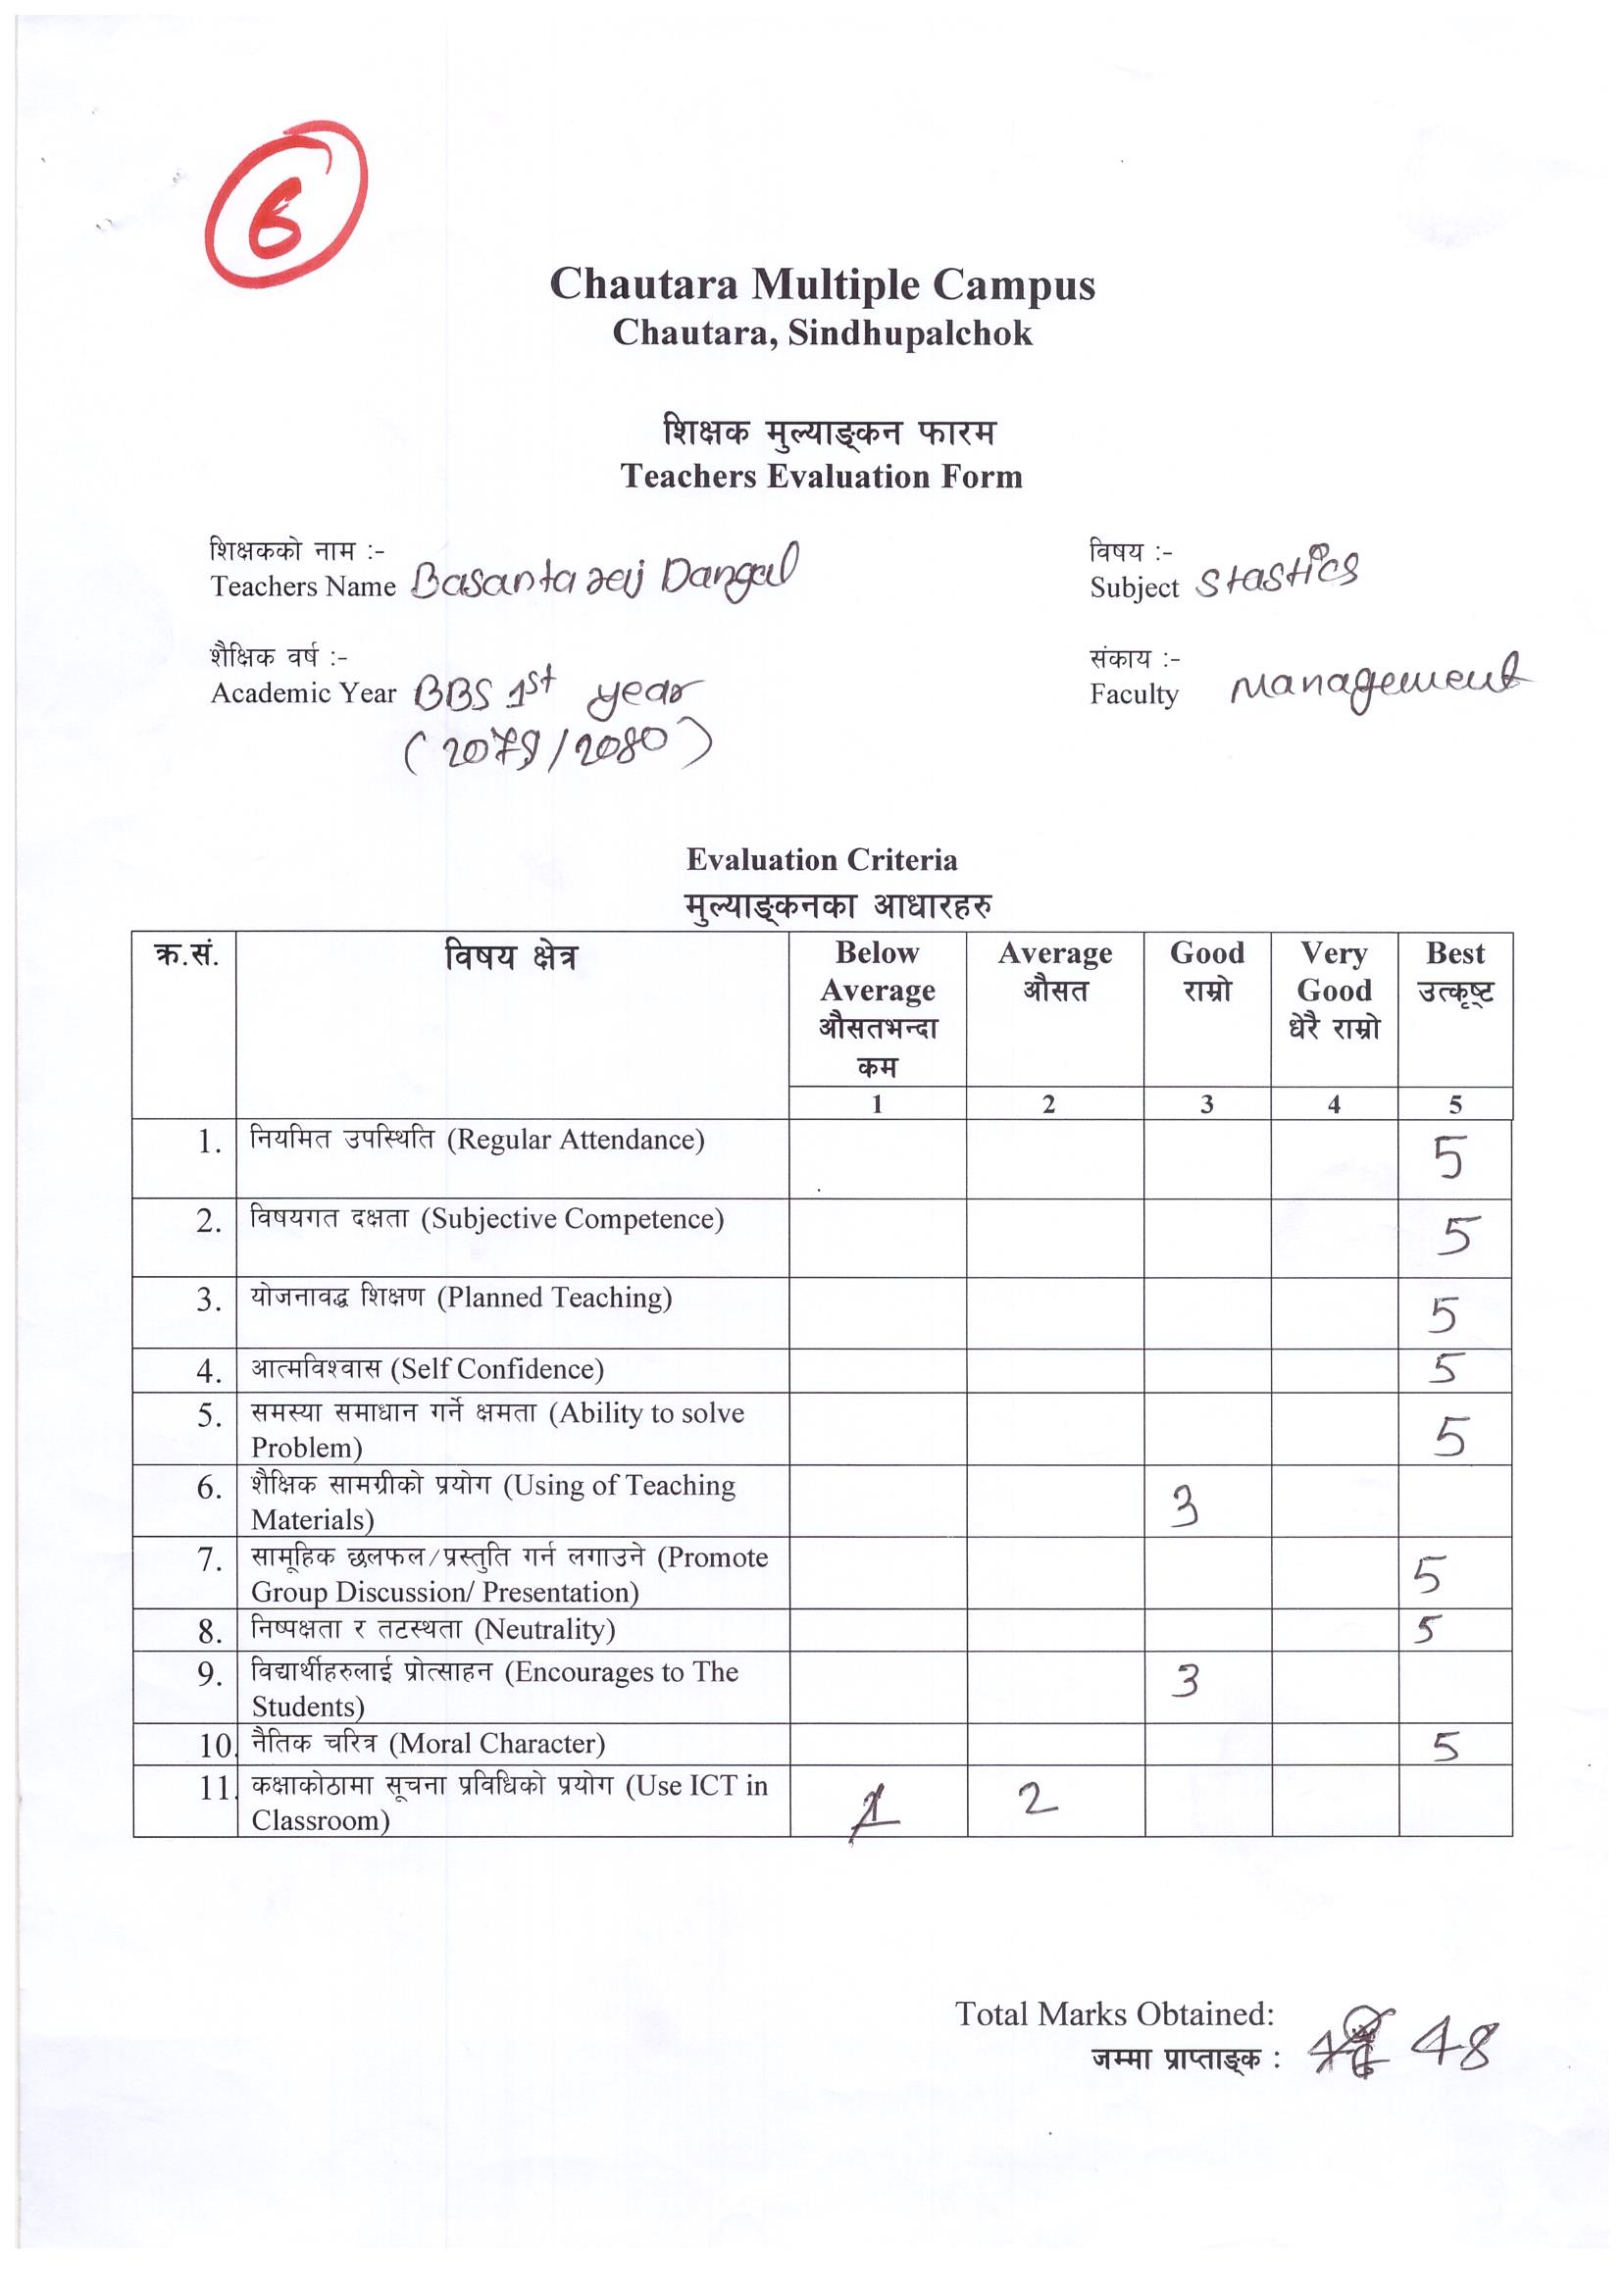 6
Chautara Multiple Campus
Chautara, Sindhupalchok
शिक्षक मुल्याङ्कन फारम
Teachers Evaluation Form
शिक्षकको नाम :-
Teachers Name Basanta raj Dangal
विषय :-
Subject Stastics
शैक्षिक वर्ष :-
Academic Year BBS 1st year
(2079/2080)
संकाय :-
Faculty Management
Evaluation Criteria
मुल्याङ्कनका आधारहरु
क्र.सं. विषय क्षेत्र Below Average Good Very Best
Average औसत राम्रो Good उत्कृष्ट
औसतभन्दा धेरै राम्रो
कम
1 2 3 4 5
1. नियमित उपस्थिति (Regular Attendance) 5
2. विषयगत दक्षता (Subjective Competence) 5
3. योजनावद्ध शिक्षण (Planned Teaching) 5
4. आत्मविश्वास (Self Confidence) 5
5. समस्या समाधान गर्ने क्षमता (Ability to solve 5
Problem)
6. शैक्षिक सामग्रीको प्रयोग (Using of Teaching 3
Materials)
7. सामूहिक छलफल/प्रस्तुति गर्न लगाउने (Promote 5
Group Discussion/ Presentation)
8. निष्पक्षता र तटस्थता (Neutrality) 5
9. विद्यार्थीहरुलाई प्रोत्साहन (Encourages to The 3
Students)
10. नैतिक चरित्र (Moral Character) 5
11. कक्षाकोठामा सूचना प्रविधिको प्रयोग (Use ICT in 1 2
Classroom)
Total Marks Obtained:
जम्मा प्राप्ताङ्क : 48